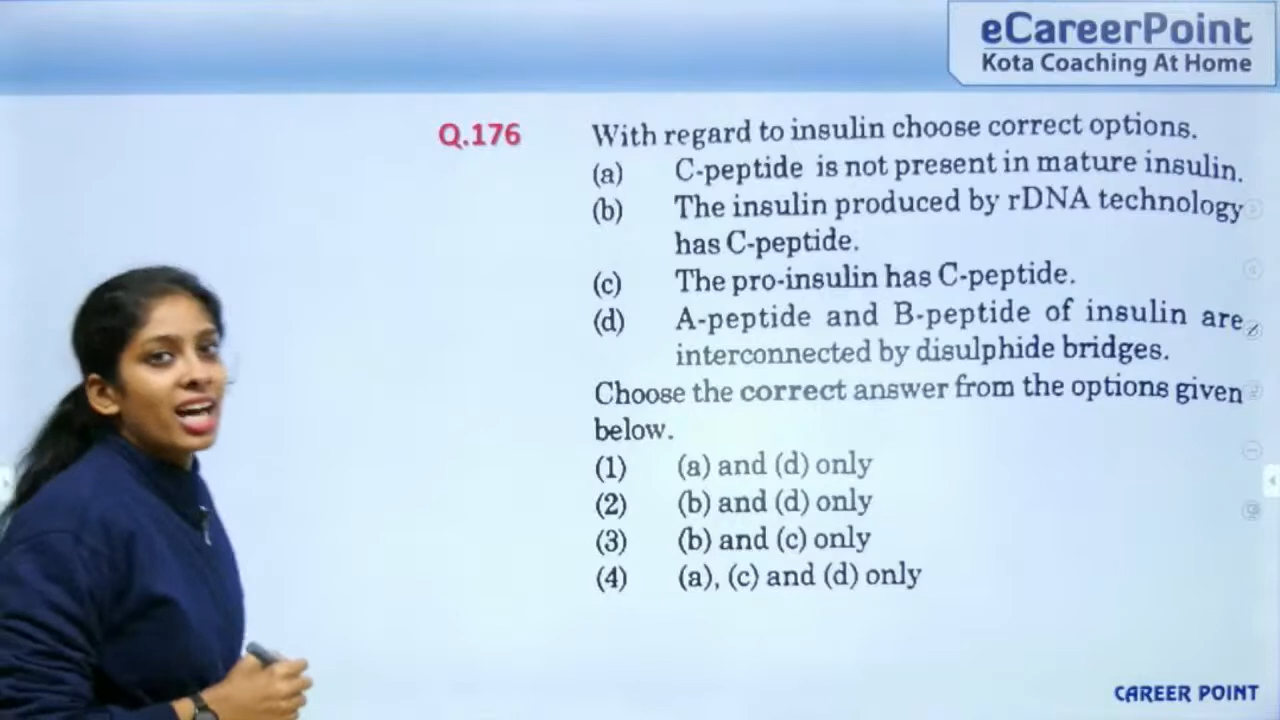 eCareerPoint
Kota Coaching At Home
Q.176 With regard to insulin choose correct options.
(a) C-peptide is not present in mature insulin.
(b) The insulin produced by rDNA technology
has C-peptide.
(c) The pro-insulin has C-peptide.
(d) A-peptide and B-peptide of insulin are
interconnected by disulphide bridges.
Choose the correct answer from the options given
below.
(1) (a) and (d) only
(2) (b) and (d) only
(3) (b) and (c) only
(4) (a), (c) and (d) only
CAREER POINT